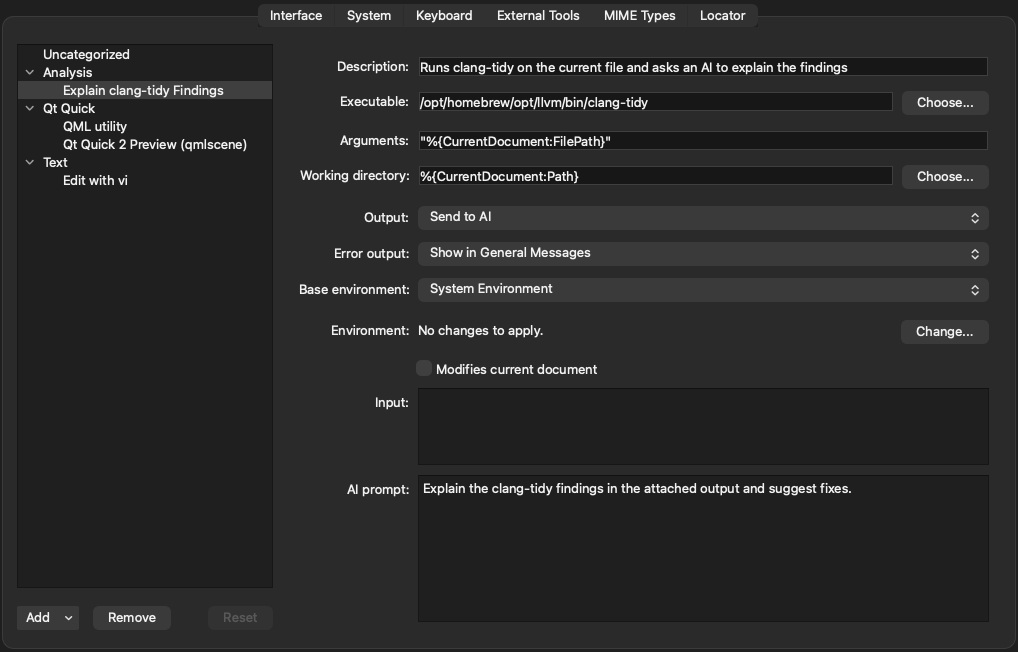 Interface System Keyboard External Tools MIME Types Locator
Uncategorized
Analysis
Explain clang-tidy Findings
Qt Quick
QML utility
Qt Quick 2 Preview (qmlscene)
Text
Edit with vi
Add
Remove
Reset
Description: Runs clang-tidy on the current file and asks an AI to explain the findings
Executable: /opt/homebrew/opt/llvm/bin/clang-tidy Choose...
Arguments: "%{CurrentDocument:FilePath}"
Working directory: %{CurrentDocument:Path} Choose...
Output: Send to AI
Error output: Show in General Messages
Base environment: System Environment
Environment: No changes to apply. Change...
Modifies current document
Input:
AI prompt: Explain the clang-tidy findings in the attached output and suggest fixes.